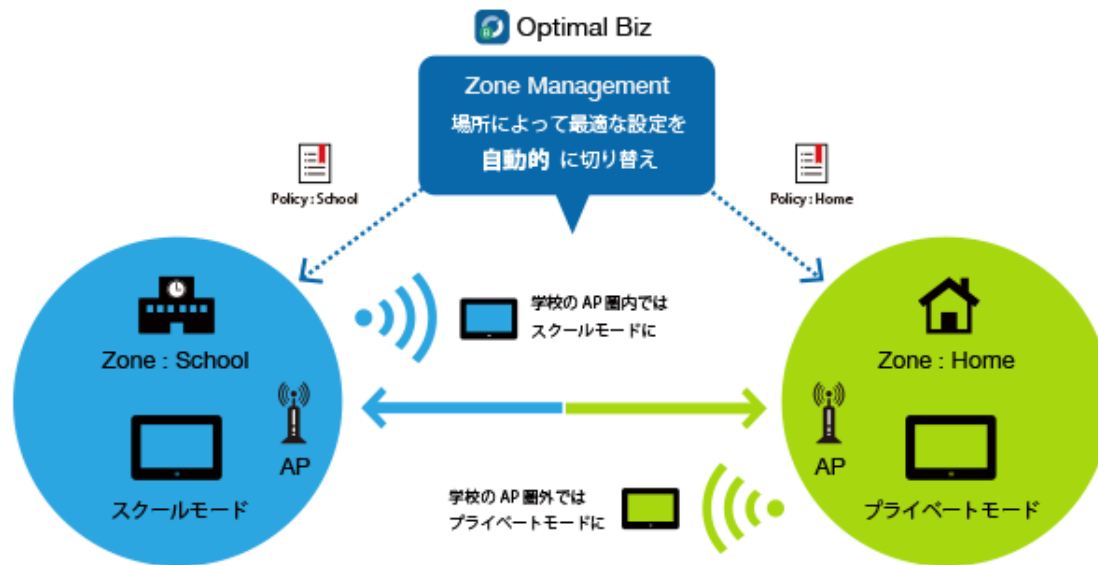 Optimal Biz
Zone Management
場所によって最適な設定を
自動的 に切り替え
Policy : School
Policy : Home
学校の AP 圏内では
スクールモードに
Zone : School
Zone : Home
AP
AP
スクールモード
プライベートモード
学校の AP 圏外では
プライベートモードに